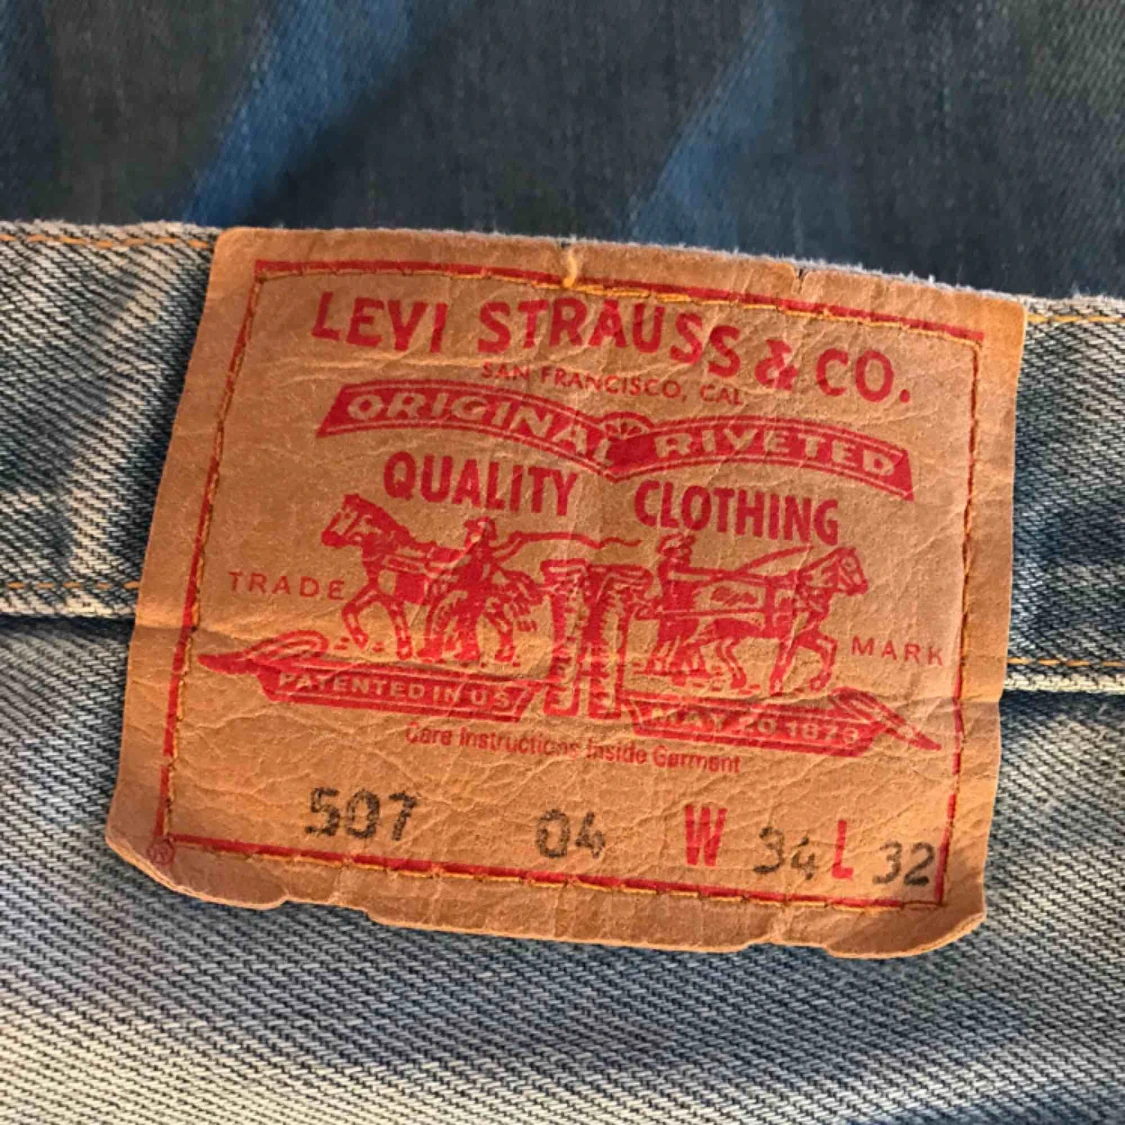 LEVI STRAUSS & CO.
SAN FRANCISCO, CAL.
ORIGINAL RIVETED
QUALITY CLOTHING
TRADE MARK
PATENTED IN U.S. MAY 20 1873
Care Instructions Inside Garment
507 04 W 34 L 32
®